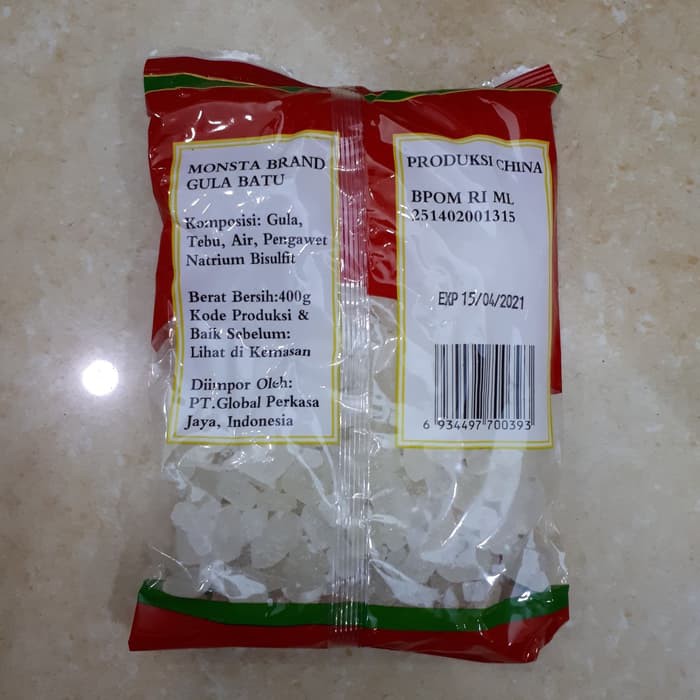 MONSTA BRAND
GULA BATU
Komposisi: Gula,
Tebu, Air, Pengawet
Natrium Bisulfit
Berat Bersih:400g
Kode Produksi &
Baik Sebelum:
Lihat di Kemasan
Diimpor Oleh:
PT.Global Perkasa
Jaya, Indonesia
PRODUKSI CHINA
BPOM RI ML
251402001315
EXP 15/04/2021
6 934497 700393